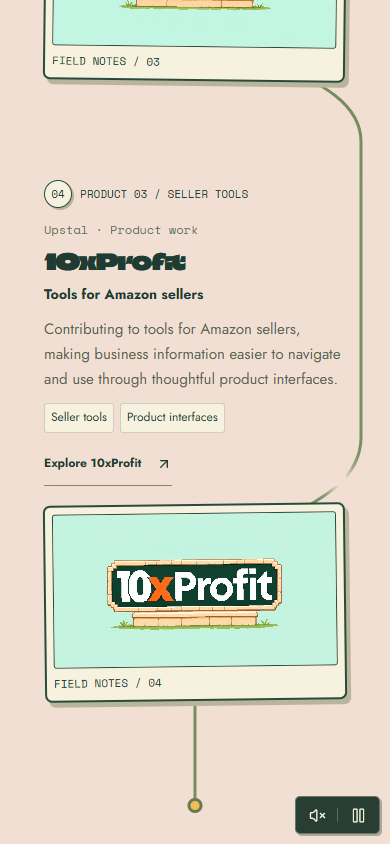 FIELD NOTES / 03
04
PRODUCT 03 / SELLER TOOLS
Upstal · Product work
10xProfit
Tools for Amazon sellers
Contributing to tools for Amazon sellers,
making business information easier to navigate
and use through thoughtful product interfaces.
Seller tools
Product interfaces
Explore 10xProfit
10xProfit
FIELD NOTES / 04